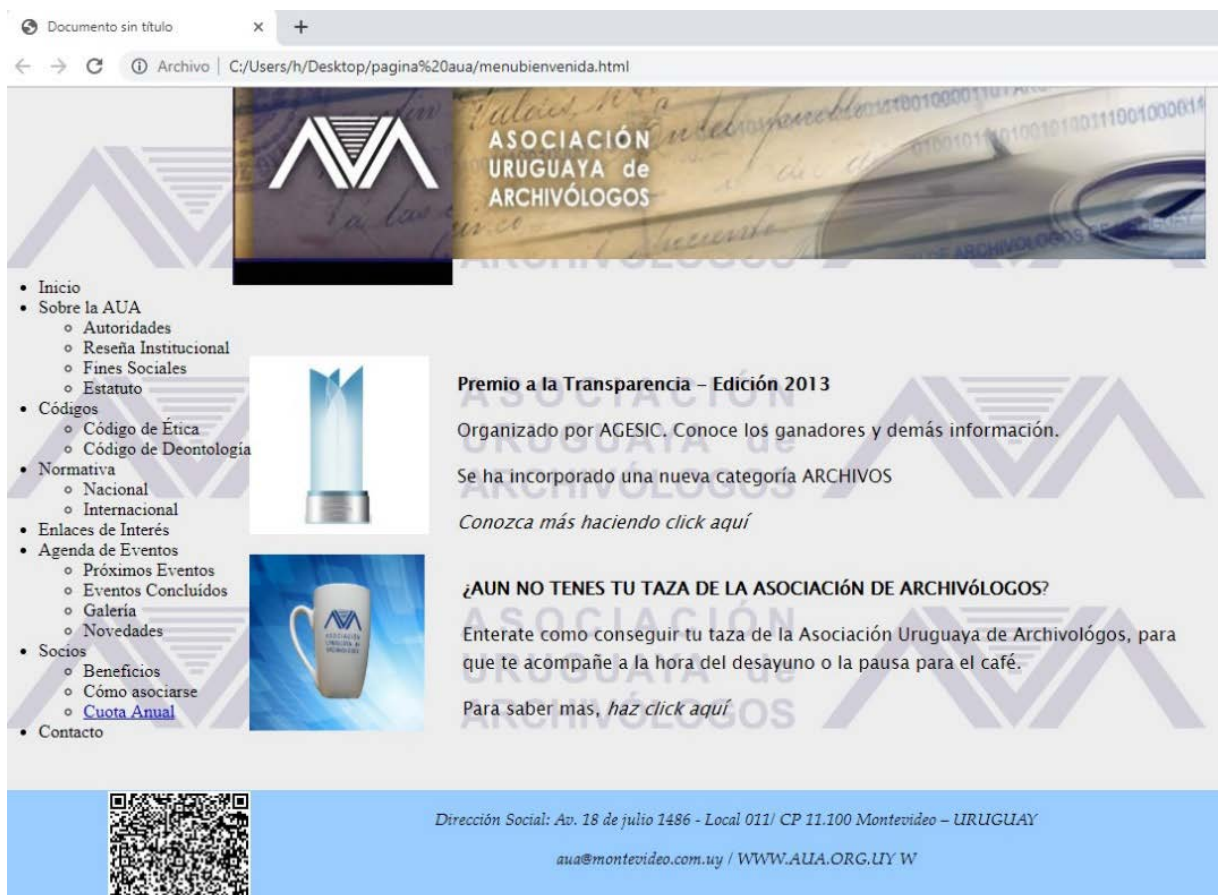 Documento sin título
Archivo | C:/Users/h/Desktop/pagina%20aua/menubienvenida.html
ASOCIACIÓN
URUGUAYA de
ARCHIVÓLOGOS
Inicio
Sobre la AUA
Autoridades
Reseña Institucional
Fines Sociales
Estatuto
Códigos
Código de Ética
Código de Deontología
Normativa
Nacional
Internacional
Enlaces de Interés
Agenda de Eventos
Próximos Eventos
Eventos Concluídos
Galería
Novedades
Socios
Beneficios
Cómo asociarse
Cuota Anual
Contacto
Premio a la Transparencia – Edición 2013
Organizado por AGESIC. Conoce los ganadores y demás información.
Se ha incorporado una nueva categoría ARCHIVOS
Conozca más haciendo click aquí
¿AUN NO TENES TU TAZA DE LA ASOCIACIóN DE ARCHIVóLOGOS?
Enterate como conseguir tu taza de la Asociación Uruguaya de Archivológos, para
que te acompañe a la hora del desayuno o la pausa para el café.
Para saber mas, haz click aquí
ASOCIACIÓN
URUGUAYA de
ARCHIVÓLOGOS
Dirección Social: Av. 18 de julio 1486 - Local 011/ CP 11.100 Montevideo – URUGUAY
aua@montevideo.com.uy / WWW.AUA.ORG.UY W